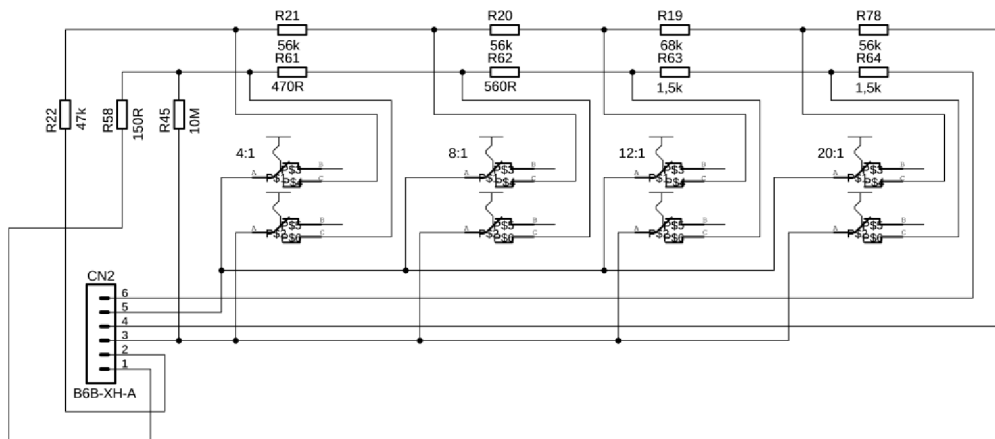 R21
R20
R19
R78
56k
56k
68k
56k
R61
R62
R63
R64
470R
560R
1,5k
1,5k
R22
47k
R58
150R
R45
10M
4:1
8:1
12:1
20:1
A
B
C
A
B
C
A
B
C
A
B
C
A
B
C
A
B
C
A
B
C
A
B
C
CN2
6
5
4
3
2
1
B6B-XH-A